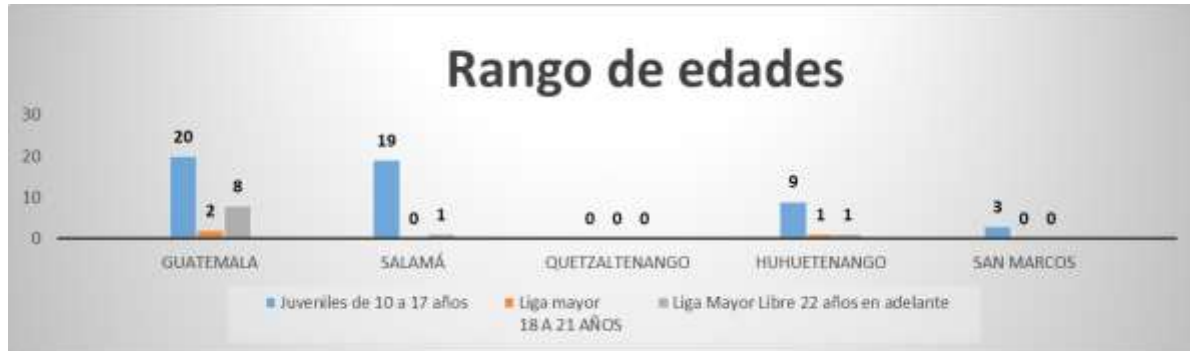 Rango de edades
30
20
10
0
20
2
8
19
0
1
0
0
0
9
1
1
3
0
0
GUATEMALA
SALAMÁ
QUETZALTENANGO
HUHUETENANGO
SAN MARCOS
Juveniles de 10 a 17 años
Liga mayor
18 A 21 AÑOS
Liga Mayor Libre 22 años en adelante